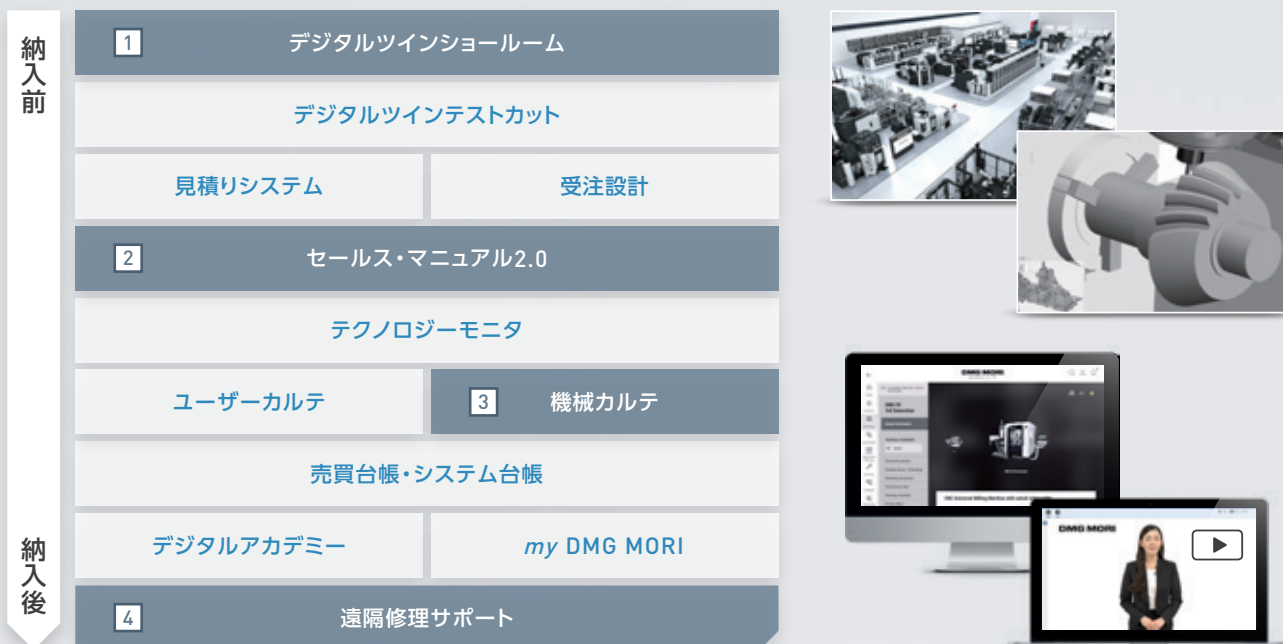 納入前
1 デジタルツインショールーム
デジタルツインテストカット
見積りシステム
受注設計
2 セールス・マニュアル2.0
テクノロジーモニタ
ユーザーカルテ
3 機械カルテ
売買台帳・システム台帳
デジタルアカデミー
my DMG MORI
4 遠隔修理サポート
納入後
DMG MORI
DMG MORI